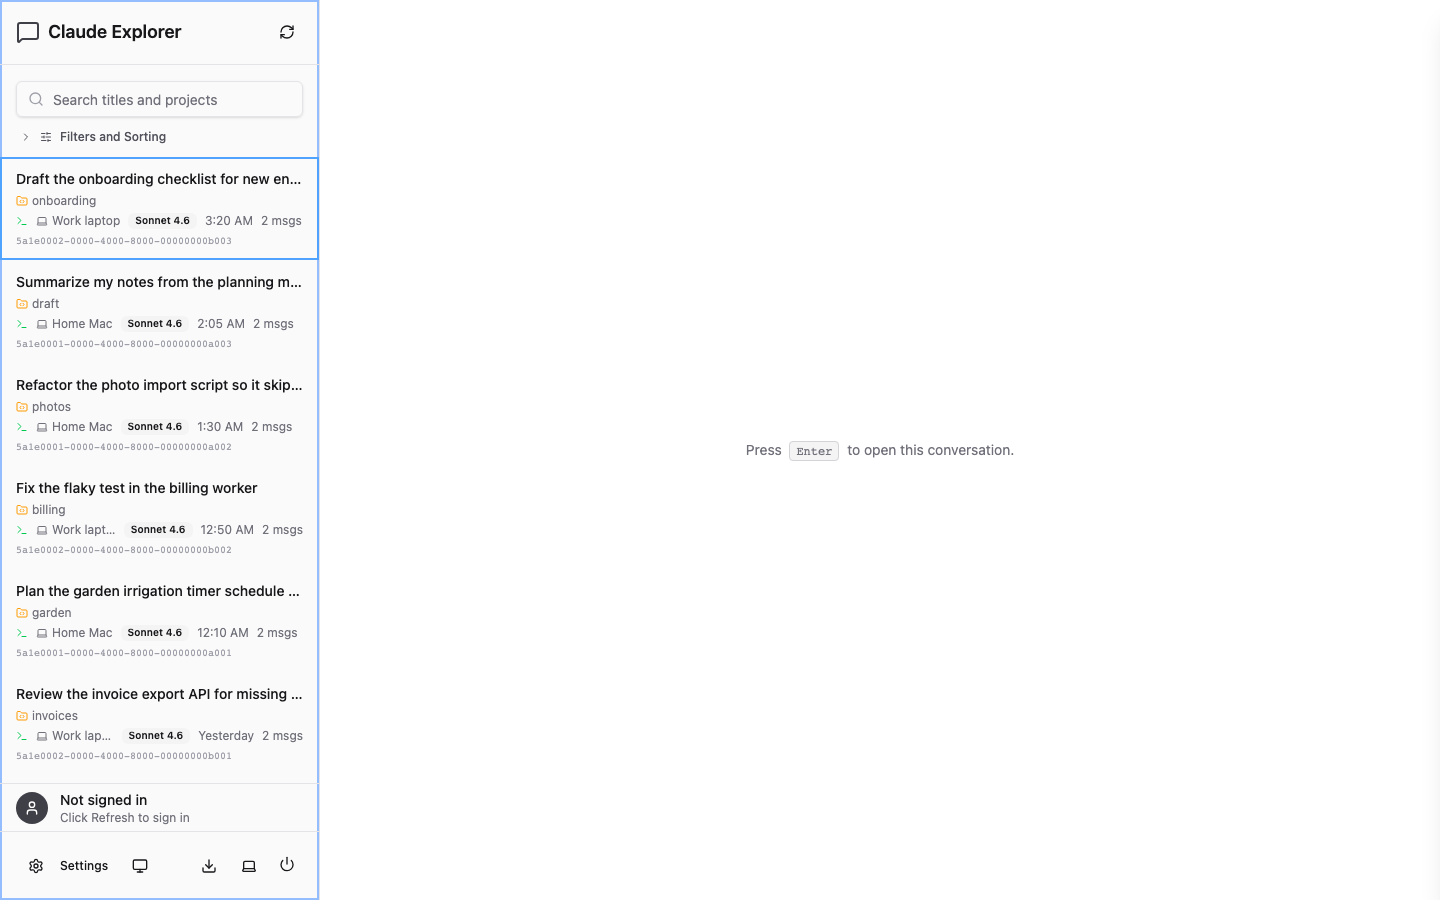 Claude Explorer
Search titles and projects
Filters and Sorting
Draft the onboarding checklist for new en...
onboarding
Work laptop Sonnet 4.6 3:20 AM 2 msgs
5a1e0002-0000-4000-8000-00000000b003
Summarize my notes from the planning m...
draft
Home Mac Sonnet 4.6 2:05 AM 2 msgs
5a1e0001-0000-4000-8000-00000000a003
Refactor the photo import script so it skip...
photos
Home Mac Sonnet 4.6 1:30 AM 2 msgs
5a1e0001-0000-4000-8000-00000000a002
Fix the flaky test in the billing worker
billing
Work lapt... Sonnet 4.6 12:50 AM 2 msgs
5a1e0002-0000-4000-8000-00000000b002
Plan the garden irrigation timer schedule ...
garden
Home Mac Sonnet 4.6 12:10 AM 2 msgs
5a1e0001-0000-4000-8000-00000000a001
Review the invoice export API for missing ...
invoices
Work lap... Sonnet 4.6 Yesterday 2 msgs
5a1e0002-0000-4000-8000-00000000b001
Not signed in
Click Refresh to sign in
Settings
Press Enter to open this conversation.